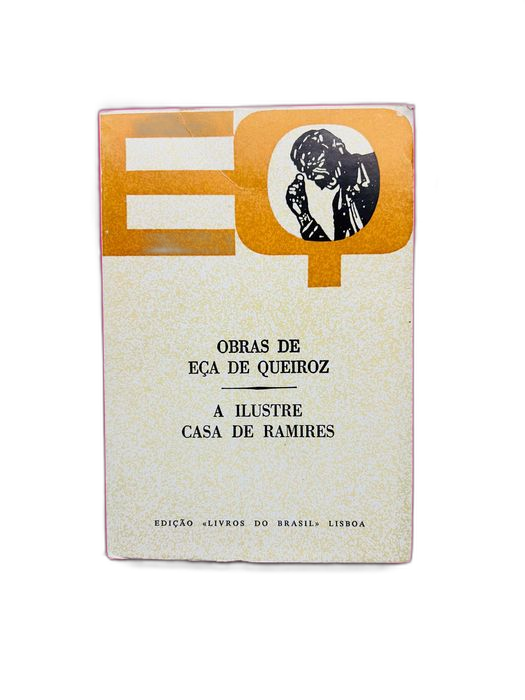 EQ
OBRAS DE
EÇA DE QUEIROZ
A ILUSTRE
CASA DE RAMIRES
EDIÇÃO «LIVROS DO BRASIL» LISBOA